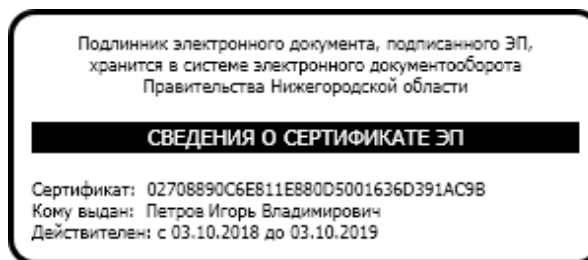 Подлинник электронного документа, подписанного ЭП,
хранится в системе электронного документооборота
Правительства Нижегородской области
СВЕДЕНИЯ О СЕРТИФИКАТЕ ЭП
Сертификат: 02708890C6E811E880D5001636D391AC9B
Кому выдан: Петров Игорь Владимирович
Действителен: с 03.10.2018 до 03.10.2019